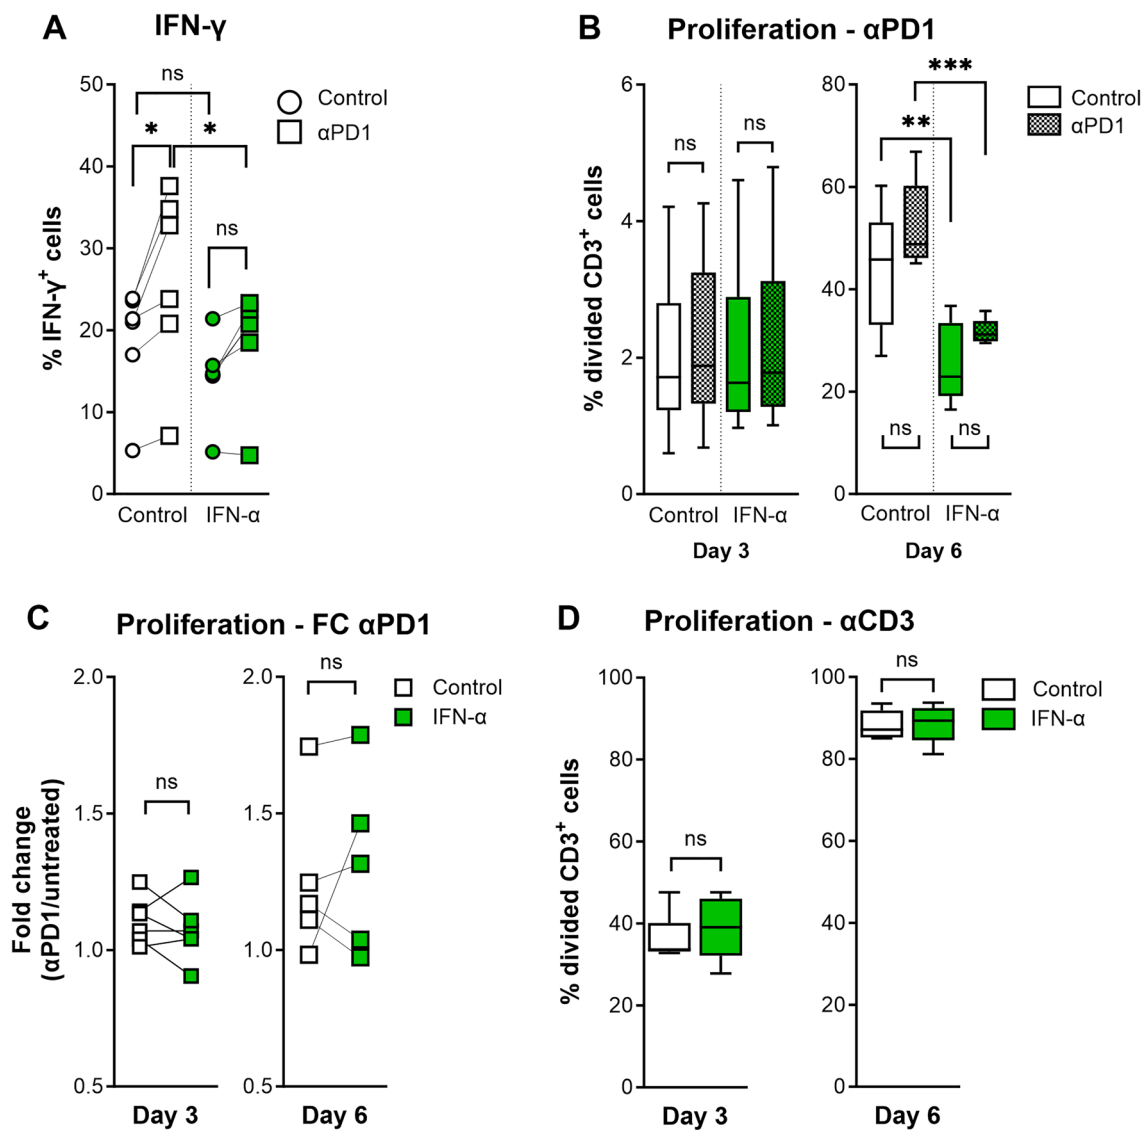 A
IFN-γ
% IFN-γ+ cells
50
40
30
20
10
0
ns
*
*
ns
Control
αPD1
Control
IFN-α
B
Proliferation - αPD1
% divided CD3+ cells
6
4
2
0
ns
ns
Control
IFN-α
Day 3
80
60
40
20
0
***
**
ns
ns
Control
IFN-α
Day 6
Control
αPD1
C
Proliferation - FC αPD1
Fold change
(αPD1/untreated)
2.0
1.5
1.0
0.5
ns
Day 3
2.0
1.5
1.0
0.5
ns
Day 6
Control
IFN-α
D
Proliferation - αCD3
% divided CD3+ cells
100
80
60
40
20
0
ns
Day 3
100
80
60
40
20
0
ns
Day 6
Control
IFN-α